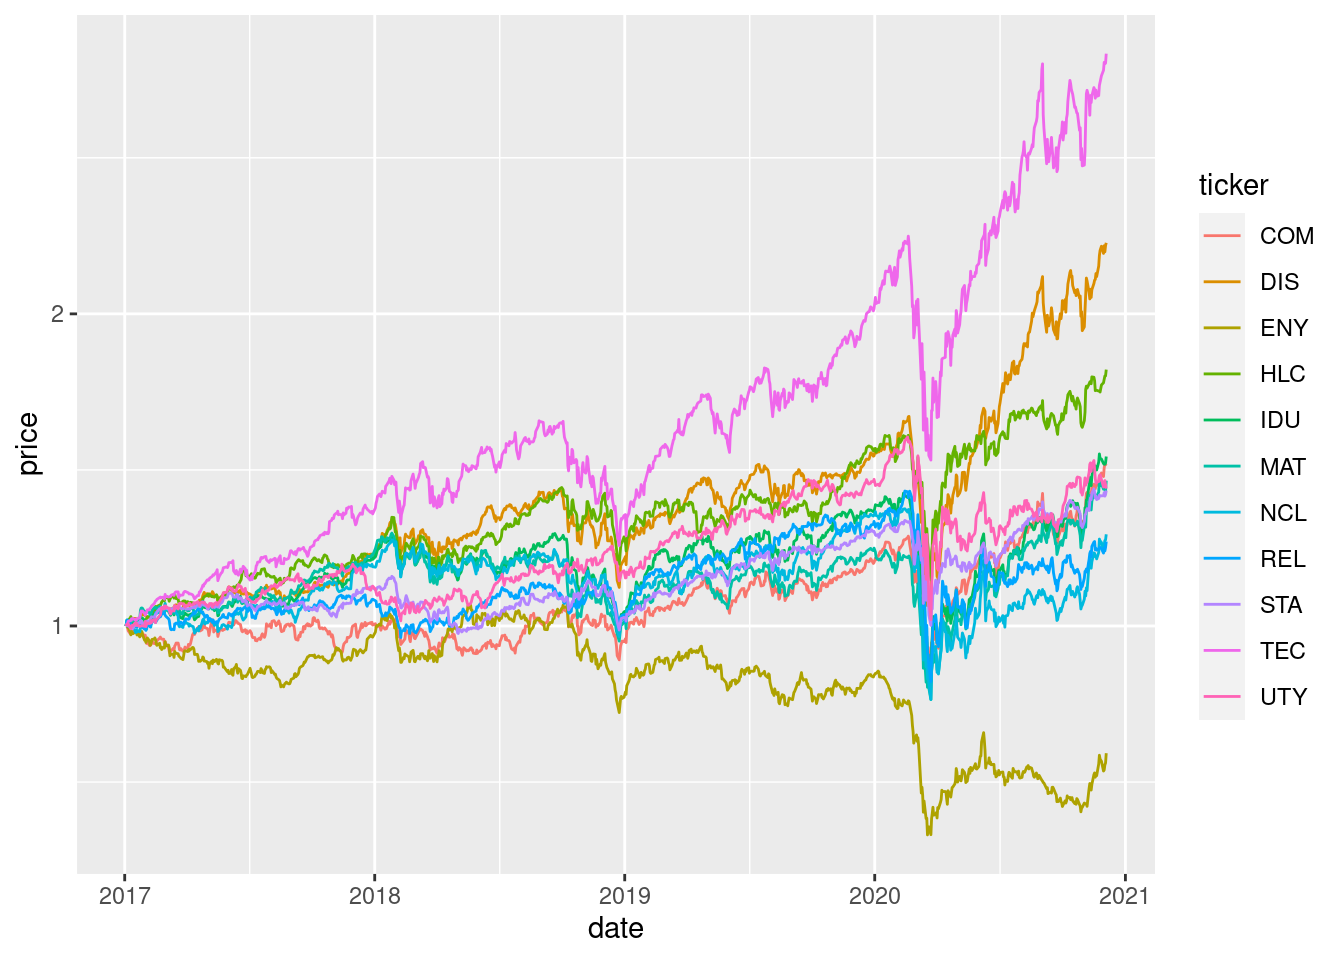 2
1
price
2017
2018
2019
2020
2021
date
ticker
COM
DIS
ENY
HLC
IDU
MAT
NCL
REL
STA
TEC
UTY